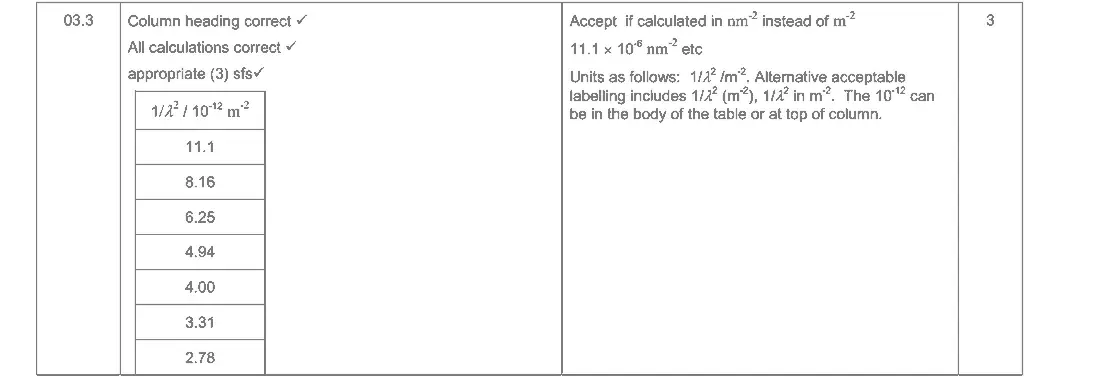 03.3
Column heading correct ✓
All calculations correct ✓
appropriate (3) sfs✓
1/λ² / 10⁻¹² m⁻²
11.1
8.16
6.25
4.94
4.00
3.31
2.78
Accept if calculated in nm⁻² instead of m⁻²
11.1 × 10⁻⁶ nm⁻² etc
Units as follows: 1/λ² /m⁻². Alternative acceptable
labelling includes 1/λ² (m⁻²), 1/λ² in m⁻². The 10⁻¹² can
be in the body of the table or at top of column.
3